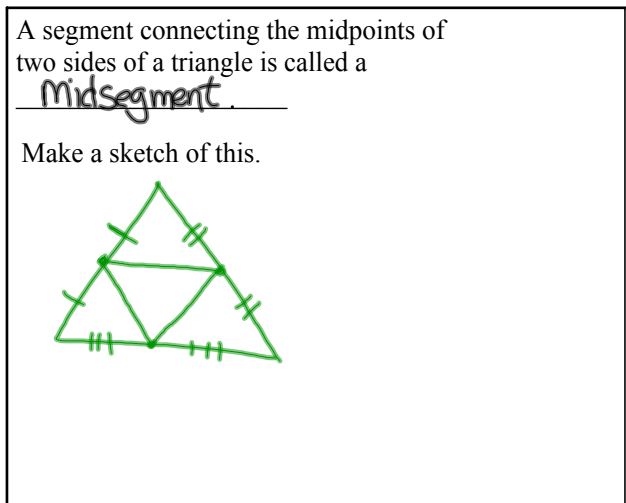 A segment connecting the midpoints of
two sides of a triangle is called a
Midsegment.
Make a sketch of this.